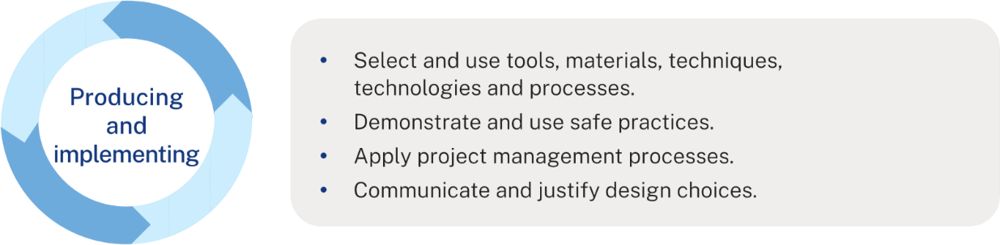 Producing
and
implementing
• Select and use tools, materials, techniques,
technologies and processes.
• Demonstrate and use safe practices.
• Apply project management processes.
• Communicate and justify design choices.